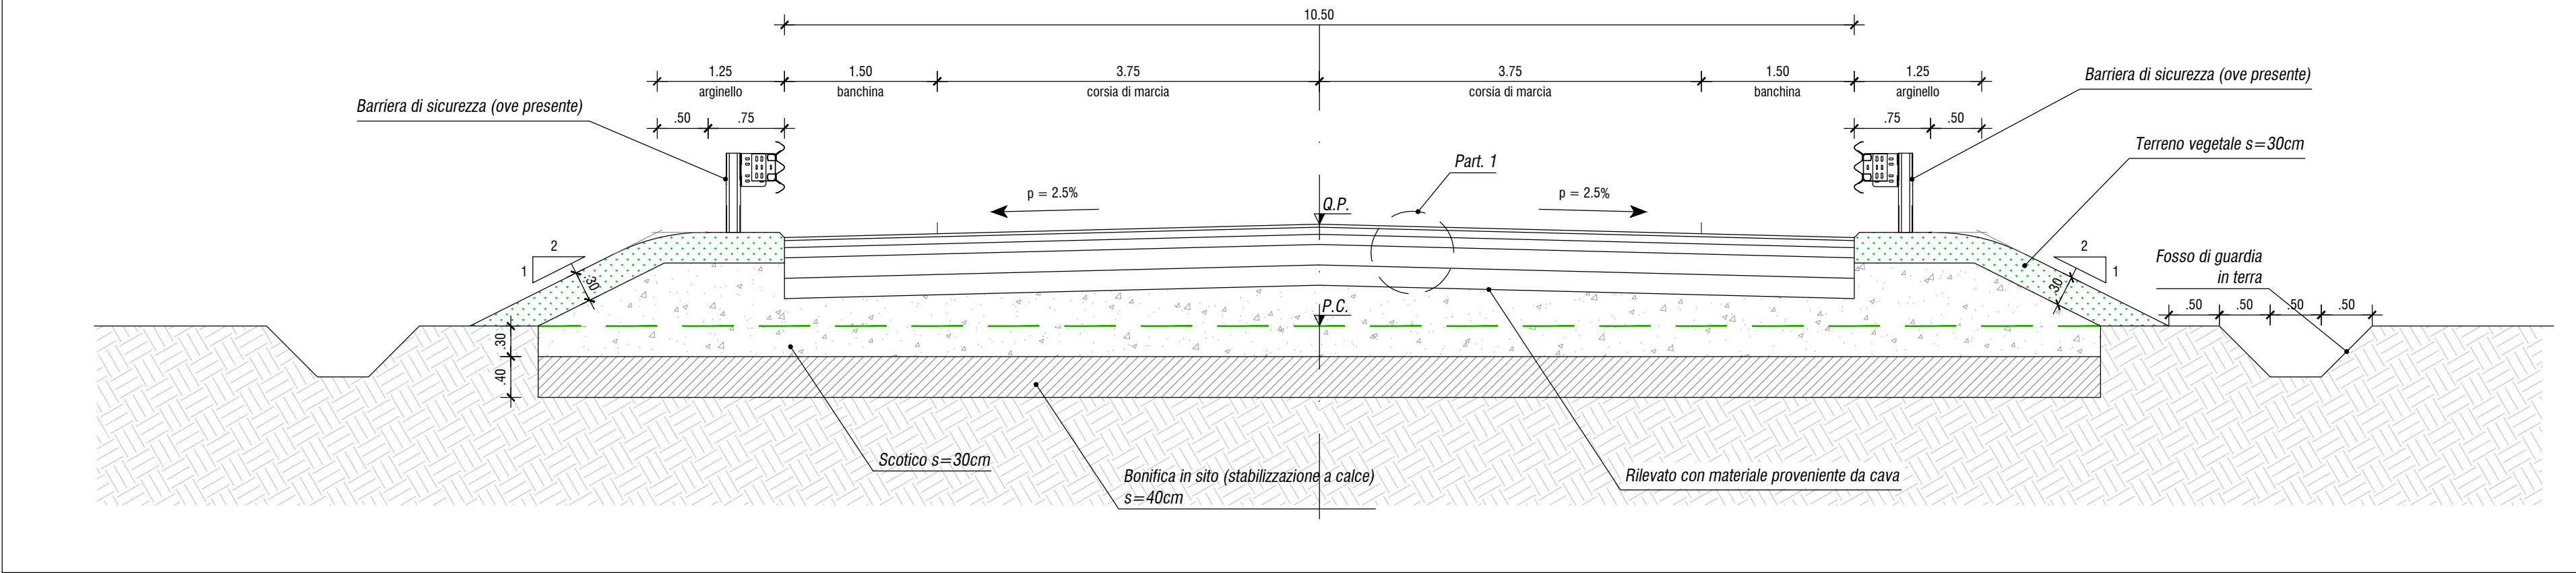 10.50
1.25 1.50 3.75 3.75 1.50 1.25
arginello banchina corsia di marcia corsia di marcia banchina arginello
Barriera di sicurezza (ove presente)
Barriera di sicurezza (ove presente)
.50 .75 .75 .50
Terreno vegetale s=30cm
Part. 1
p = 2.5% p = 2.5%
Q.P.
2
1
.30
2
1
.30
Fosso di guardia
in terra
.50 .50 .50 .50
P.C.
.30
.40
Scotico s=30cm
Bonifica in sito (stabilizzazione a calce)
s=40cm
Rilevato con materiale proveniente da cava